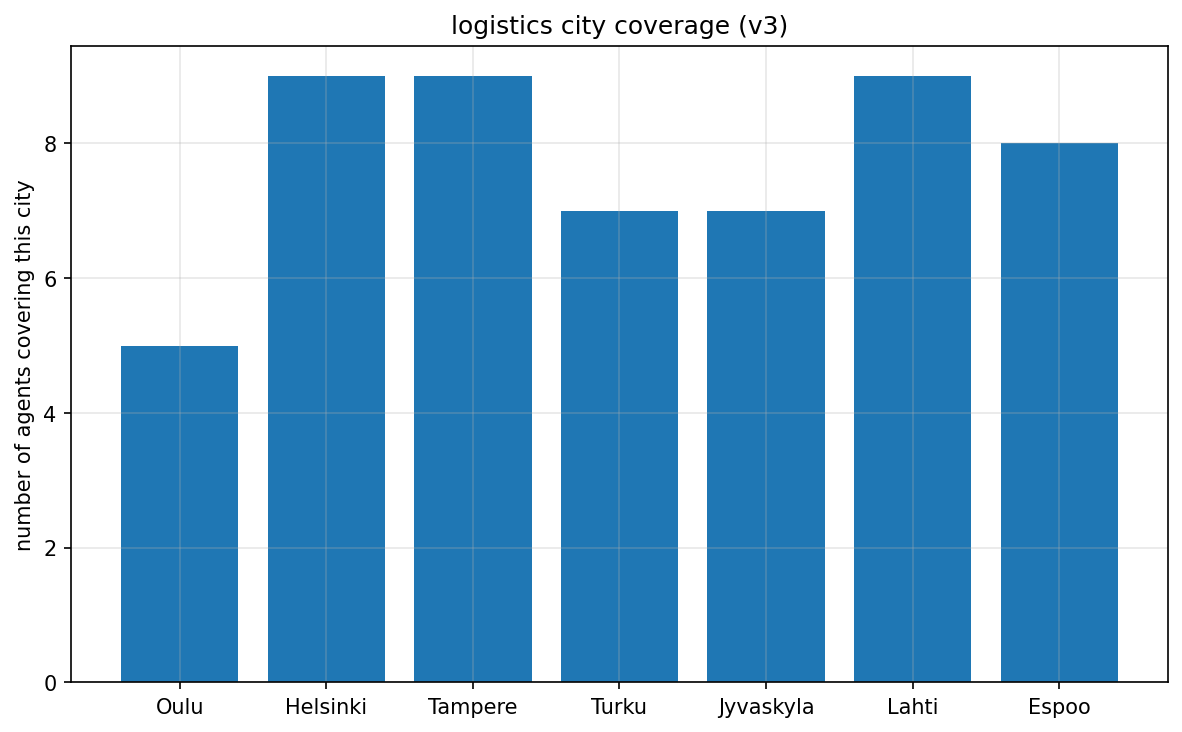 logistics city coverage (v3)
number of agents covering this city
8
6
4
2
0
Oulu Helsinki Tampere Turku Jyvaskyla Lahti Espoo